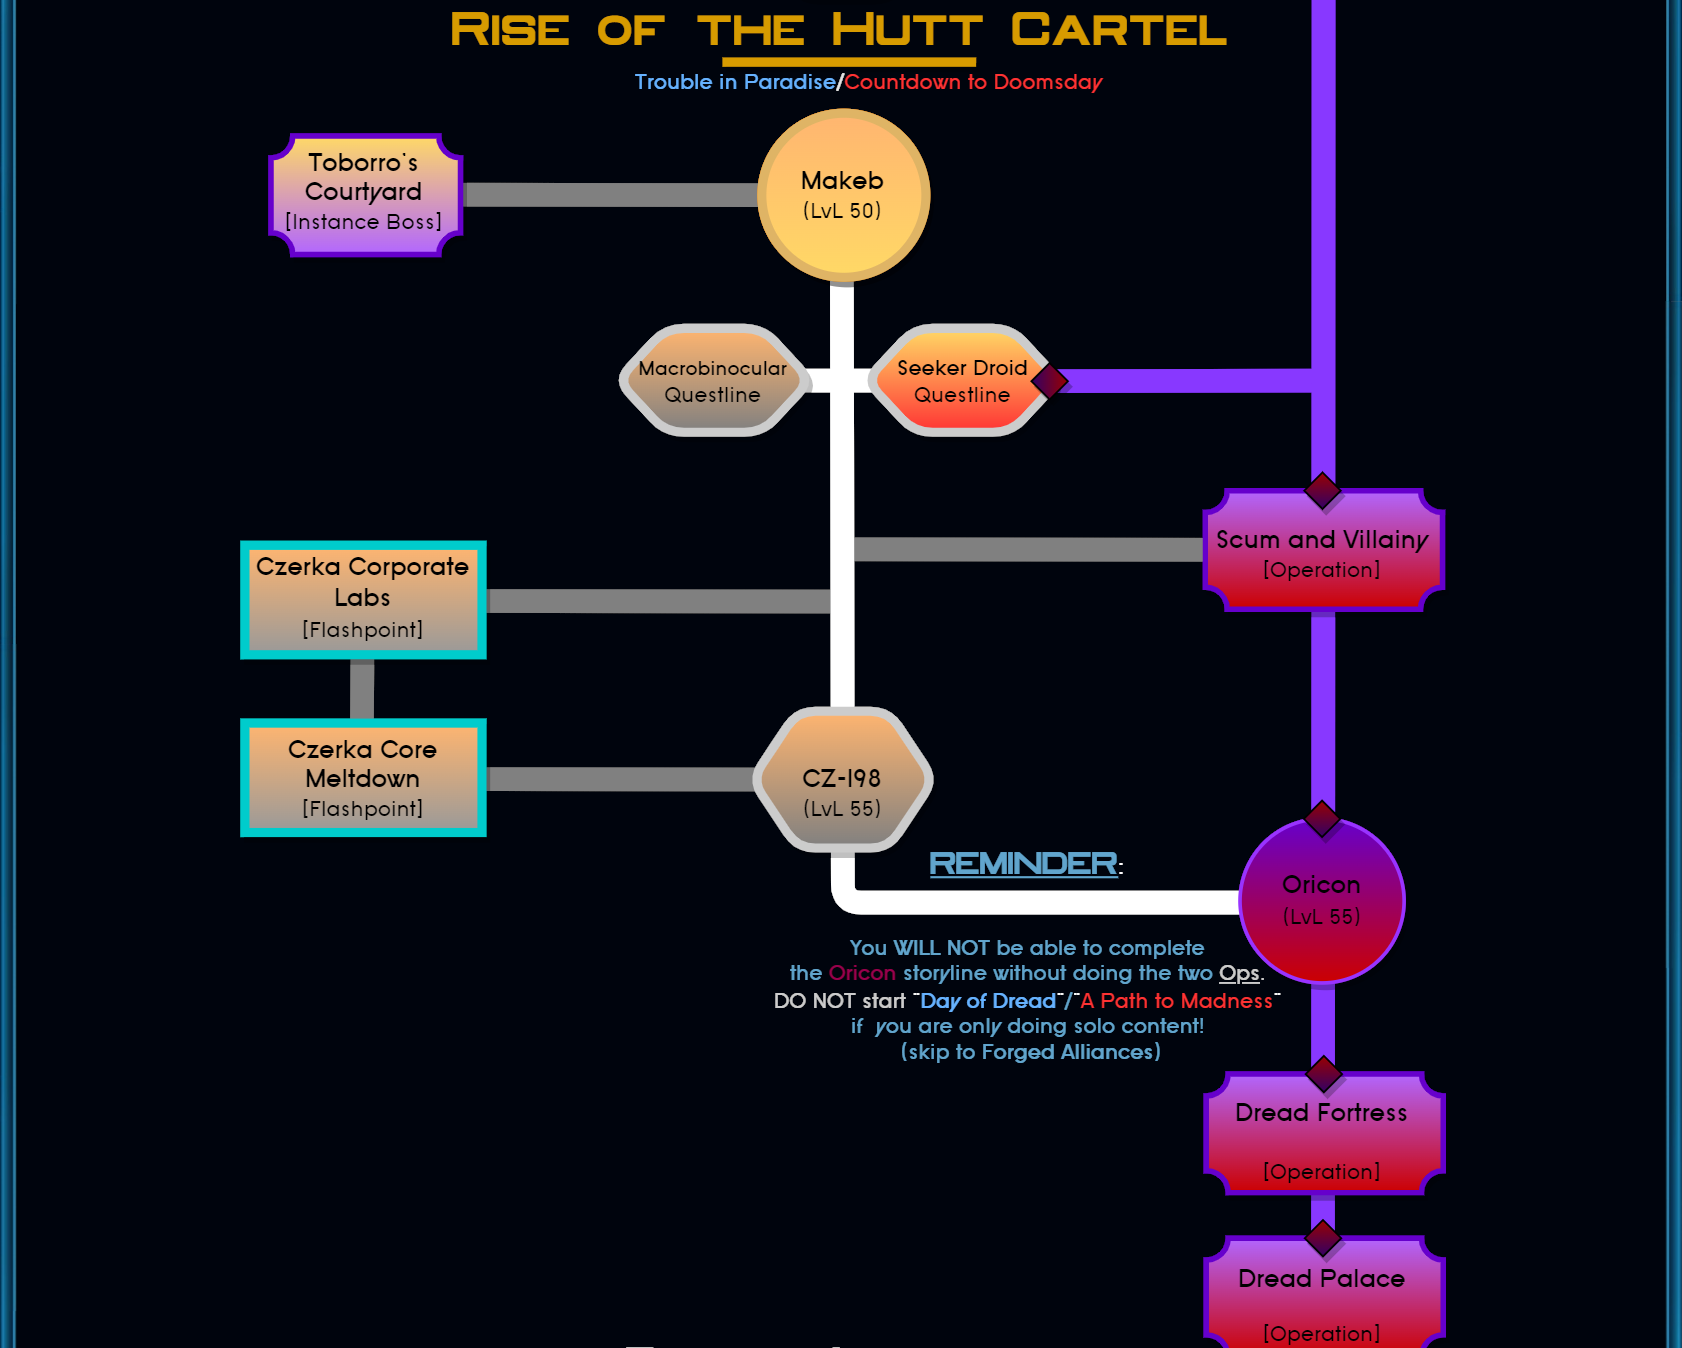 Rise of the Hutt Cartel
Trouble in Paradise/Countdown to Doomsday
Toborro's
Courtyard
[Instance Boss]
Makeb
(LvL 50)
Macrobinocular
Questline
Seeker Droid
Questline
Scum and Villainy
[Operation]
Czerka Corporate
Labs
[Flashpoint]
Czerka Core
Meltdown
[Flashpoint]
CZ-198
(LvL 55)
REMINDER:
Oricon
(LvL 55)
You WILL NOT be able to complete
the Oricon storyline without doing the two Ops.
DO NOT start "Day of Dread"/"A Path to Madness"
if you are only doing solo content!
(skip to Forged Alliances)
Dread Fortress
[Operation]
Dread Palace
[Operation]